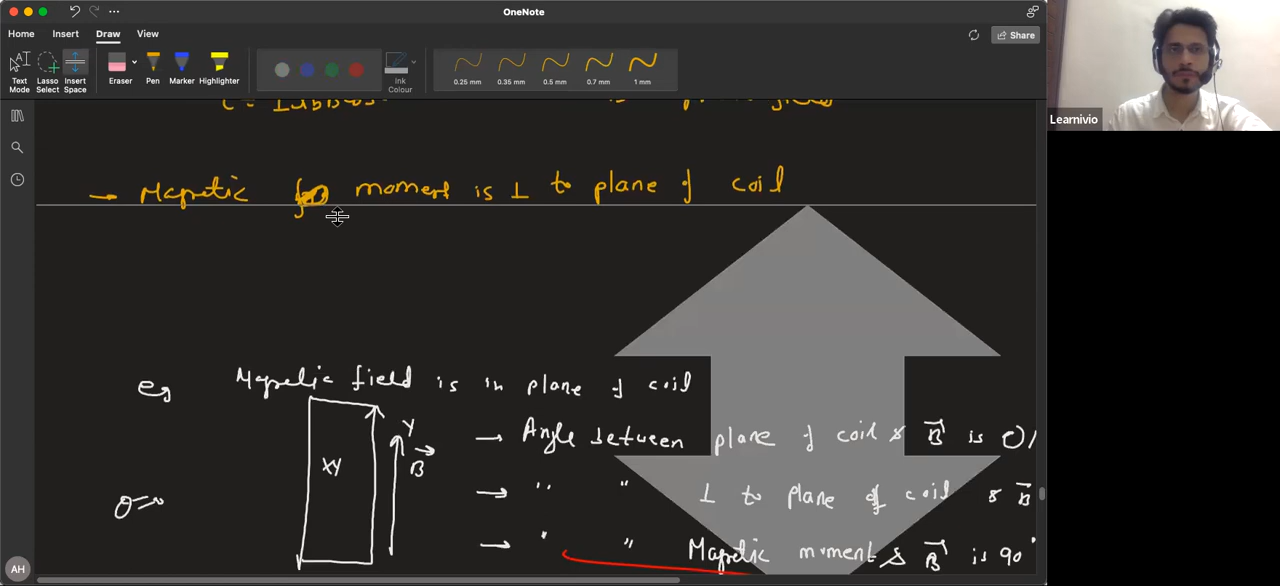 OneNote
Home Insert Draw View
Share
Text Mode
Lasso Select
Insert Space
Eraser
Pen
Marker
Highlighter
Ink Colour
0.25 mm 0.35 mm 0.5 mm 0.7 mm 1 mm
Learnivio
→ Magnetic moment is ⊥ to plane of coil
eg Magnetic field is in plane of coil
XY
Y
B⃗
→ Angle between plane of coil & B⃗ is 0
→ '' '' ⊥ to plane of coil & B⃗
→ '' '' Magnetic moment & B⃗ is 90°
AH